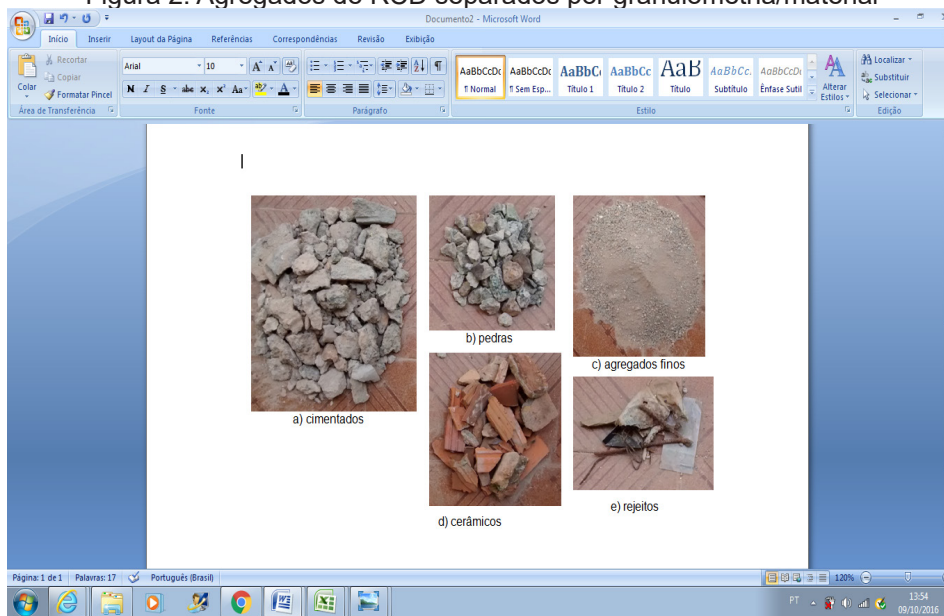 Figura 2. Agregados de RCD separados por granulometria/material
Documento2 - Microsoft Word
Início Inserir Layout da Página Referências Correspondências Revisão Exibição
Colar
Recortar
Copiar
Formatar Pincel
Área de Transferência
Arial 10
N I S abc x₂ x² Aa
Fonte
Parágrafo
AaBbCcDc AaBbCcDc AaBbC AaBbCc AaB AaBbCc. AaBbCcDc
¶ Normal ¶ Sem Esp... Título 1 Título 2 Título Subtítulo Ênfase Sutil
Alterar
Estilos
Estilo
Localizar
Substituir
Selecionar
Edição
a) cimentados
b) pedras
c) agregados finos
d) cerâmicos
e) rejeitos
Página: 1 de 1 Palavras: 17 Português (Brasil) 120%
PT 13:54
09/10/2016